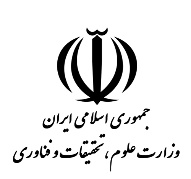 جمهوری اسلامی ایران
وزارت علوم، تحقیقات و فناوری